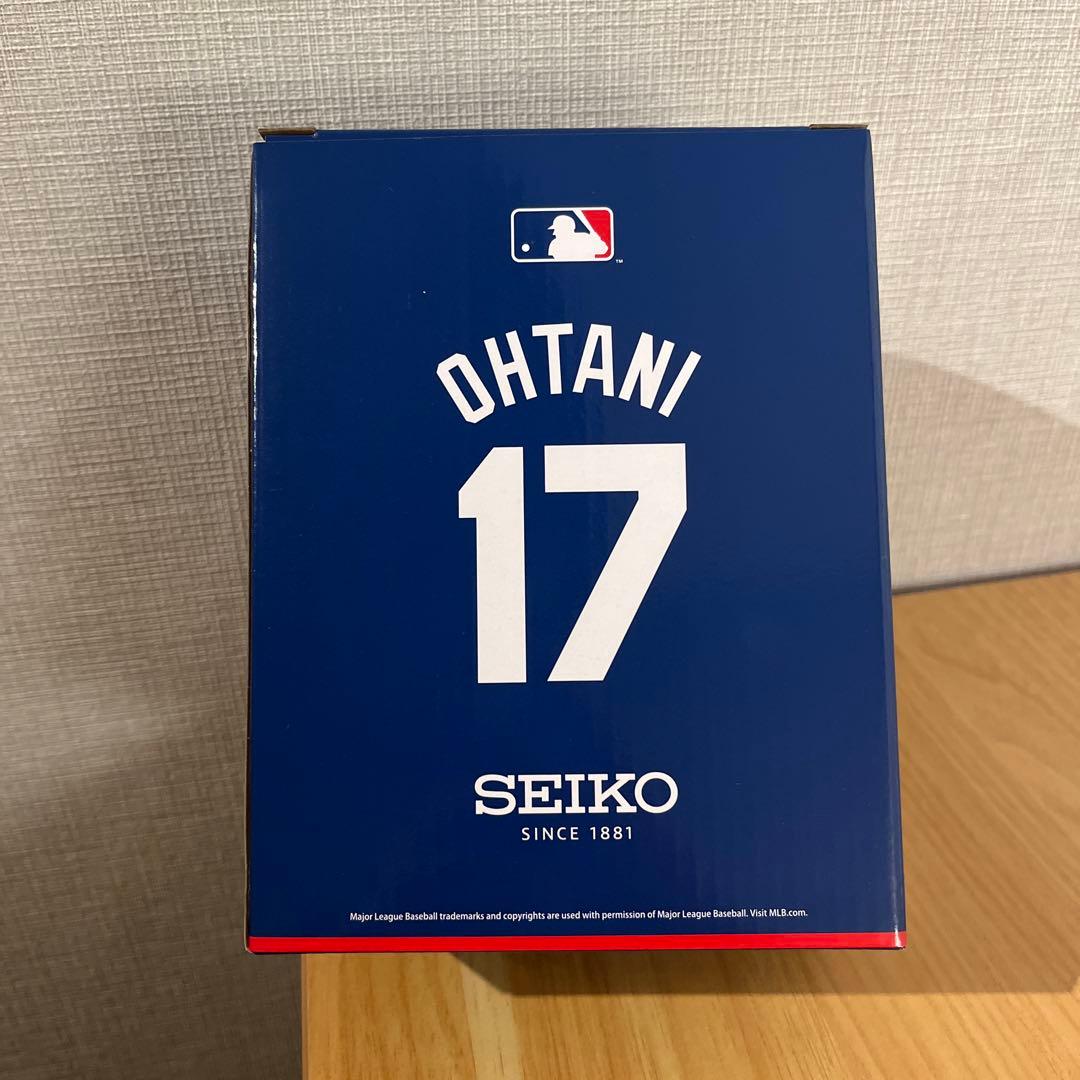 TM
OHTANI
17
SEIKO
SINCE 1881
Major League Baseball trademarks and copyrights are used with permission of Major League Baseball. Visit MLB.com.